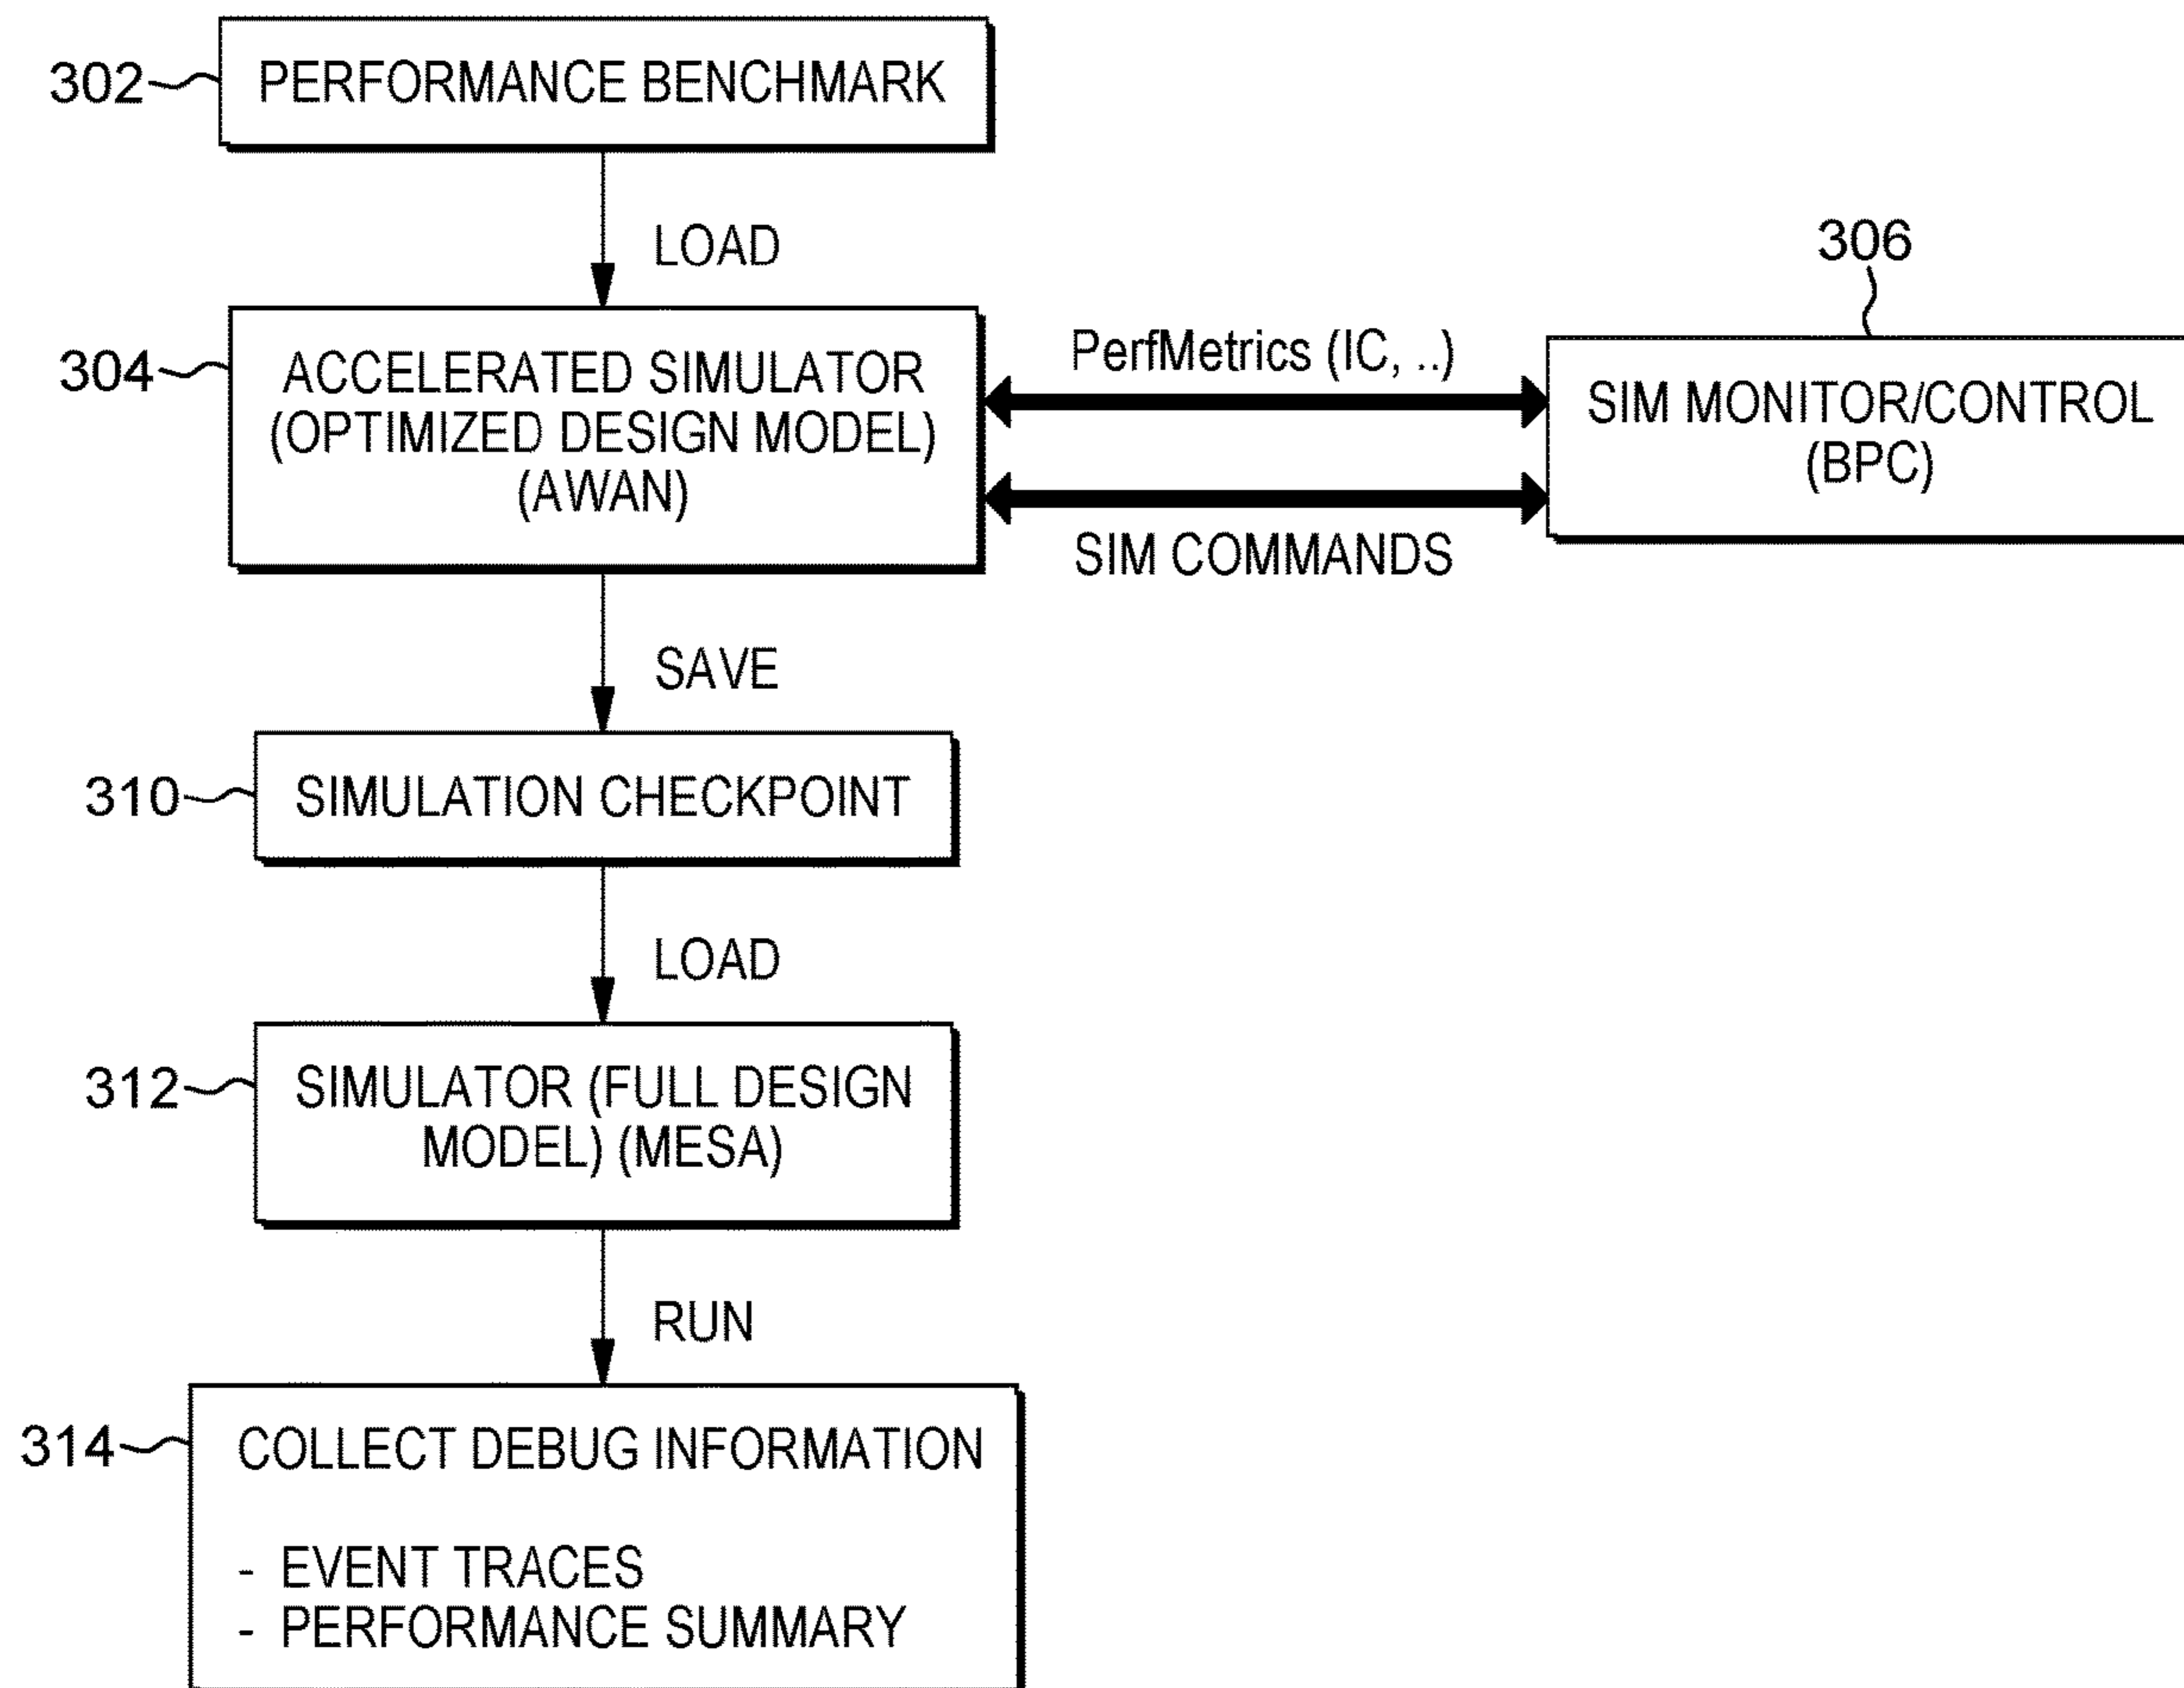 302
PERFORMANCE BENCHMARK
LOAD
306
304
ACCELERATED SIMULATOR
(OPTIMIZED DESIGN MODEL)
(AWAN)
PerfMetrics (IC, ..)
SIM COMMANDS
SIM MONITOR/CONTROL
(BPC)
SAVE
310
SIMULATION CHECKPOINT
LOAD
312
SIMULATOR (FULL DESIGN
MODEL) (MESA)
RUN
314
COLLECT DEBUG INFORMATION
- EVENT TRACES
- PERFORMANCE SUMMARY